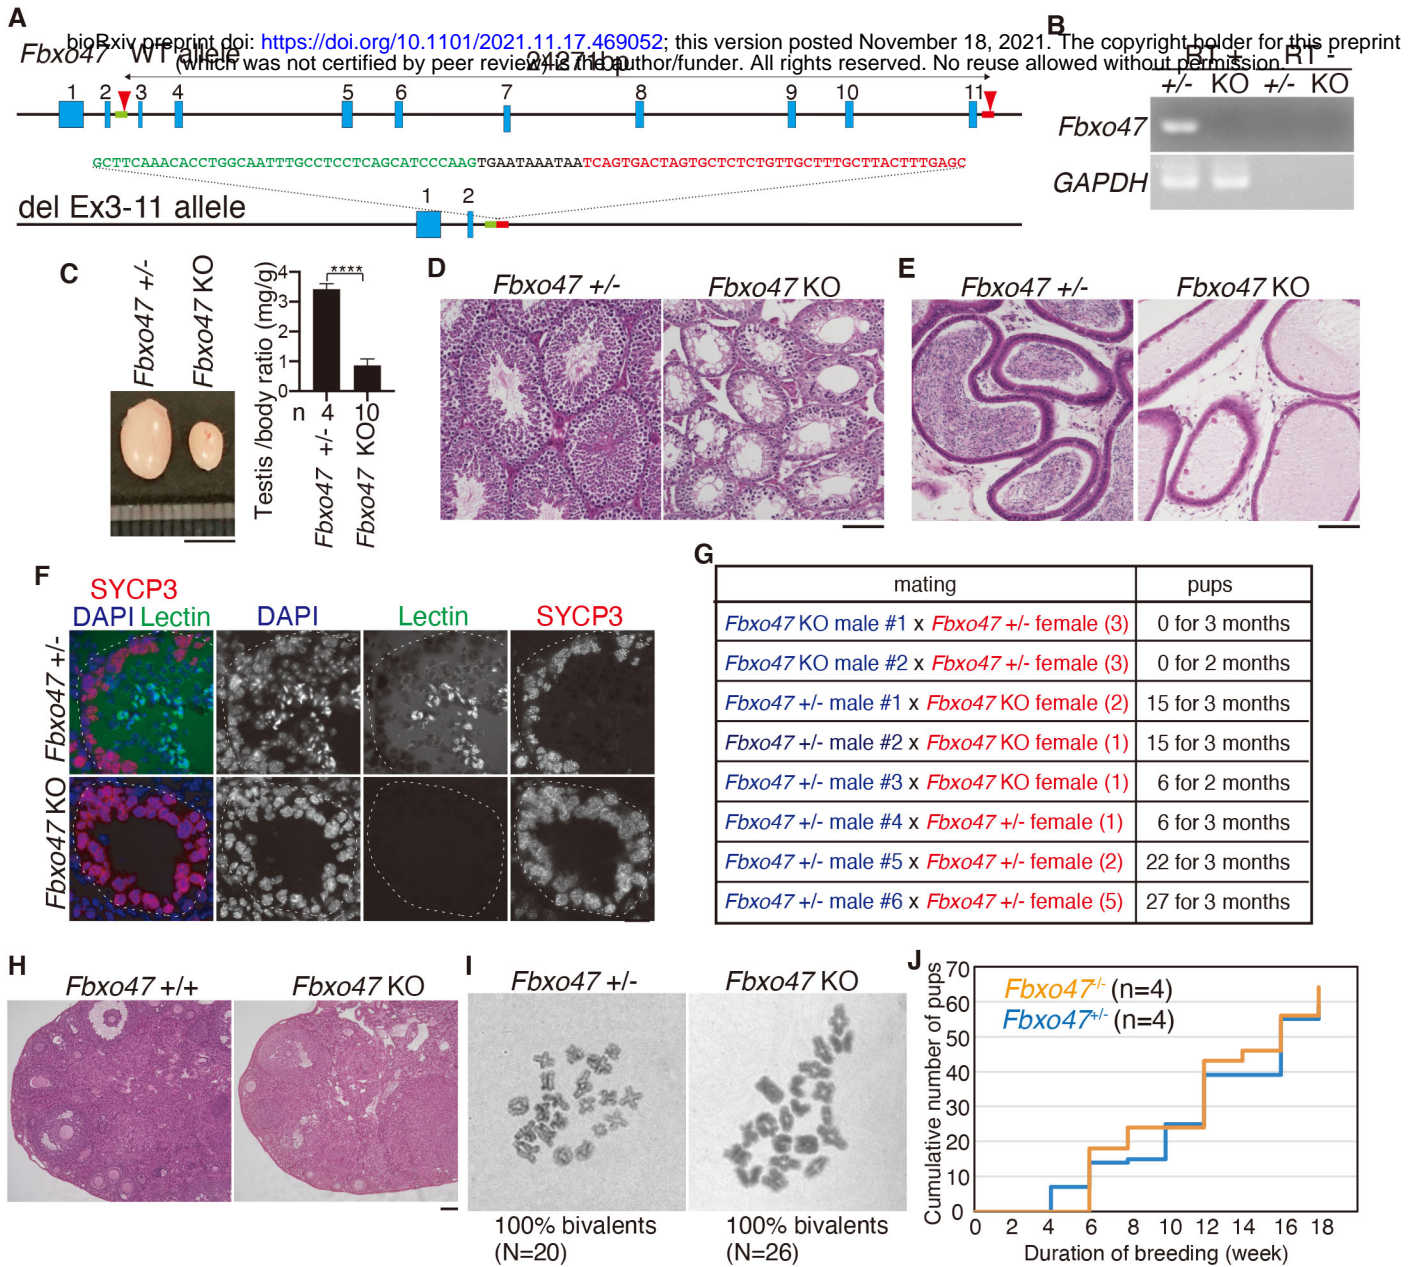 A
B
bioRxiv preprint doi: https://doi.org/10.1101/2021.11.17.469052; this version posted November 18, 2021. The copyright holder for this preprint
(which was not certified by peer review) is the author/funder. All rights reserved. No reuse allowed without permission.
Fbxo47 WT allele
24271bp
1 2 3 4 5 6 7 8 9 10 11
GCTTCAAACACCTGGCAATTTGCCTCCTCAGCATCCCAAGTGAATAAATAATCAGTGACTAGTGCTCTCTGTTGCTTTGCTTACTTTGAGC
del Ex3-11 allele
1 2
RT + RT -
+/- KO +/- KO
Fbxo47
GAPDH
C
Fbxo47 +/-
Fbxo47 KO
Testis /body ratio (mg/g)
4
3
2
1
0
****
n 4 10
Fbxo47 +/-
Fbxo47 KO
D
Fbxo47 +/- Fbxo47 KO
E
Fbxo47 +/- Fbxo47 KO
F
SYCP3
DAPI Lectin DAPI Lectin SYCP3
Fbxo47 +/-
Fbxo47 KO
G
mating pups
Fbxo47 KO male #1 x Fbxo47 +/- female (3) 0 for 3 months
Fbxo47 KO male #2 x Fbxo47 +/- female (3) 0 for 2 months
Fbxo47 +/- male #1 x Fbxo47 KO female (2) 15 for 3 months
Fbxo47 +/- male #2 x Fbxo47 KO female (1) 15 for 3 months
Fbxo47 +/- male #3 x Fbxo47 KO female (1) 6 for 2 months
Fbxo47 +/- male #4 x Fbxo47 +/- female (1) 6 for 3 months
Fbxo47 +/- male #5 x Fbxo47 +/- female (2) 22 for 3 months
Fbxo47 +/- male #6 x Fbxo47 +/- female (5) 27 for 3 months
H
Fbxo47 +/+ Fbxo47 KO
I
Fbxo47 +/- Fbxo47 KO
100% bivalents 100% bivalents
(N=20) (N=26)
J
Cumulative number of pups
70
60
50
40
30
20
10
0
Fbxo47-/- (n=4)
Fbxo47+/- (n=4)
0 2 4 6 8 10 12 14 16 18
Duration of breeding (week)